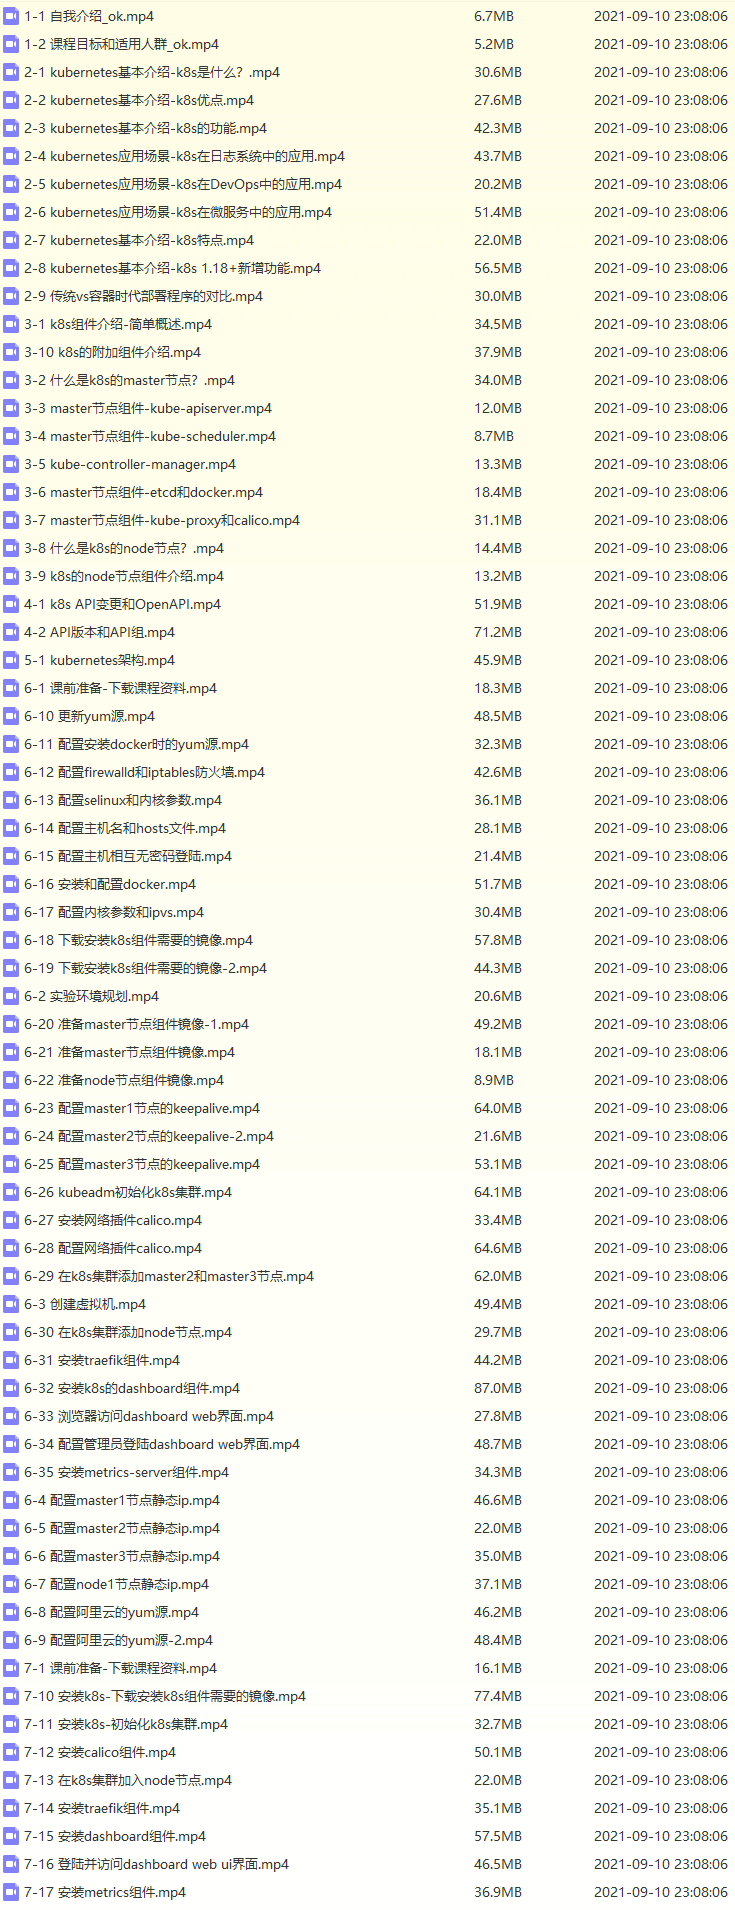 1-1 自我介绍_ok.mp4 6.7MB 2021-09-10 23:08:06
1-2 课程目标和适用人群_ok.mp4 5.2MB 2021-09-10 23:08:06
2-1 kubernetes基本介绍-k8s是什么？.mp4 30.6MB 2021-09-10 23:08:06
2-2 kubernetes基本介绍-k8s优点.mp4 27.6MB 2021-09-10 23:08:06
2-3 kubernetes基本介绍-k8s的功能.mp4 42.3MB 2021-09-10 23:08:06
2-4 kubernetes应用场景-k8s在日志系统中的应用.mp4 43.7MB 2021-09-10 23:08:06
2-5 kubernetes应用场景-k8s在DevOps中的应用.mp4 20.2MB 2021-09-10 23:08:06
2-6 kubernetes应用场景-k8s在微服务中的应用.mp4 51.4MB 2021-09-10 23:08:06
2-7 kubernetes基本介绍-k8s特点.mp4 22.0MB 2021-09-10 23:08:06
2-8 kubernetes基本介绍-k8s 1.18+新增功能.mp4 56.5MB 2021-09-10 23:08:06
2-9 传统vs容器时代部署程序的对比.mp4 30.0MB 2021-09-10 23:08:06
3-1 k8s组件介绍-简单概述.mp4 34.5MB 2021-09-10 23:08:06
3-10 k8s的附加组件介绍.mp4 37.9MB 2021-09-10 23:08:06
3-2 什么是k8s的master节点？.mp4 34.0MB 2021-09-10 23:08:06
3-3 master节点组件-kube-apiserver.mp4 12.0MB 2021-09-10 23:08:06
3-4 master节点组件-kube-scheduler.mp4 8.7MB 2021-09-10 23:08:06
3-5 kube-controller-manager.mp4 13.3MB 2021-09-10 23:08:06
3-6 master节点组件-etcd和docker.mp4 18.4MB 2021-09-10 23:08:06
3-7 master节点组件-kube-proxy和calico.mp4 31.1MB 2021-09-10 23:08:06
3-8 什么是k8s的node节点？.mp4 14.4MB 2021-09-10 23:08:06
3-9 k8s的node节点组件介绍.mp4 13.2MB 2021-09-10 23:08:06
4-1 k8s API变更和OpenAPI.mp4 51.9MB 2021-09-10 23:08:06
4-2 API版本和API组.mp4 71.2MB 2021-09-10 23:08:06
5-1 kubernetes架构.mp4 45.9MB 2021-09-10 23:08:06
6-1 课前准备-下载课程资料.mp4 18.3MB 2021-09-10 23:08:06
6-10 更新yum源.mp4 48.5MB 2021-09-10 23:08:06
6-11 配置安装docker时的yum源.mp4 32.3MB 2021-09-10 23:08:06
6-12 配置firewalld和iptables防火墙.mp4 42.6MB 2021-09-10 23:08:06
6-13 配置selinux和内核参数.mp4 36.1MB 2021-09-10 23:08:06
6-14 配置主机名和hosts文件.mp4 28.1MB 2021-09-10 23:08:06
6-15 配置主机相互无密码登陆.mp4 21.4MB 2021-09-10 23:08:06
6-16 安装和配置docker.mp4 51.7MB 2021-09-10 23:08:06
6-17 配置内核参数和ipvs.mp4 30.4MB 2021-09-10 23:08:06
6-18 下载安装k8s组件需要的镜像.mp4 57.8MB 2021-09-10 23:08:06
6-19 下载安装k8s组件需要的镜像-2.mp4 44.3MB 2021-09-10 23:08:06
6-2 实验环境规划.mp4 20.6MB 2021-09-10 23:08:06
6-20 准备master节点组件镜像-1.mp4 49.2MB 2021-09-10 23:08:06
6-21 准备master节点组件镜像.mp4 18.1MB 2021-09-10 23:08:06
6-22 准备node节点组件镜像.mp4 8.9MB 2021-09-10 23:08:06
6-23 配置master1节点的keepalive.mp4 64.0MB 2021-09-10 23:08:06
6-24 配置master2节点的keepalive-2.mp4 21.6MB 2021-09-10 23:08:06
6-25 配置master3节点的keepalive.mp4 53.1MB 2021-09-10 23:08:06
6-26 kubeadm初始化k8s集群.mp4 64.1MB 2021-09-10 23:08:06
6-27 安装网络插件calico.mp4 33.4MB 2021-09-10 23:08:06
6-28 配置网络插件calico.mp4 64.6MB 2021-09-10 23:08:06
6-29 在k8s集群添加master2和master3节点.mp4 62.0MB 2021-09-10 23:08:06
6-3 创建虚拟机.mp4 49.4MB 2021-09-10 23:08:06
6-30 在k8s集群添加node节点.mp4 29.7MB 2021-09-10 23:08:06
6-31 安装traefik组件.mp4 44.2MB 2021-09-10 23:08:06
6-32 安装k8s的dashboard组件.mp4 87.0MB 2021-09-10 23:08:06
6-33 浏览器访问dashboard web界面.mp4 27.8MB 2021-09-10 23:08:06
6-34 配置管理员登陆dashboard web界面.mp4 48.7MB 2021-09-10 23:08:06
6-35 安装metrics-server组件.mp4 34.3MB 2021-09-10 23:08:06
6-4 配置master1节点静态ip.mp4 46.6MB 2021-09-10 23:08:06
6-5 配置master2节点静态ip.mp4 22.0MB 2021-09-10 23:08:06
6-6 配置master3节点静态ip.mp4 35.0MB 2021-09-10 23:08:06
6-7 配置node1节点静态ip.mp4 37.1MB 2021-09-10 23:08:06
6-8 配置阿里云的yum源.mp4 46.2MB 2021-09-10 23:08:06
6-9 配置阿里云的yum源-2.mp4 48.4MB 2021-09-10 23:08:06
7-1 课前准备-下载课程资料.mp4 16.1MB 2021-09-10 23:08:06
7-10 安装k8s-下载安装k8s组件需要的镜像.mp4 77.4MB 2021-09-10 23:08:06
7-11 安装k8s-初始化k8s集群.mp4 32.7MB 2021-09-10 23:08:06
7-12 安装calico组件.mp4 50.1MB 2021-09-10 23:08:06
7-13 在k8s集群加入node节点.mp4 22.0MB 2021-09-10 23:08:06
7-14 安装traefik组件.mp4 35.1MB 2021-09-10 23:08:06
7-15 安装dashboard组件.mp4 57.5MB 2021-09-10 23:08:06
7-16 登陆并访问dashboard web ui界面.mp4 46.5MB 2021-09-10 23:08:06
7-17 安装metrics组件.mp4 36.9MB 2021-09-10 23:08:06